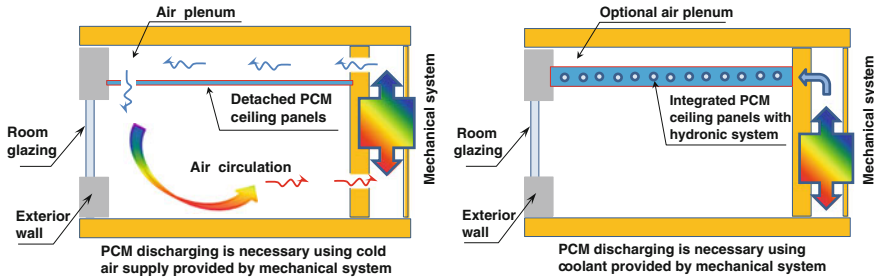 Air plenum
Detached PCM
ceiling panels
Room
glazing
Air circulation
Exterior
wall
Mechanical system
PCM discharging is necessary using cold
air supply provided by mechanical system
Optional air plenum
Integrated PCM
ceiling panels with
hydronic system
Room
glazing
Exterior
wall
Mechanical system
PCM discharging is necessary using
coolant provided by mechanical system